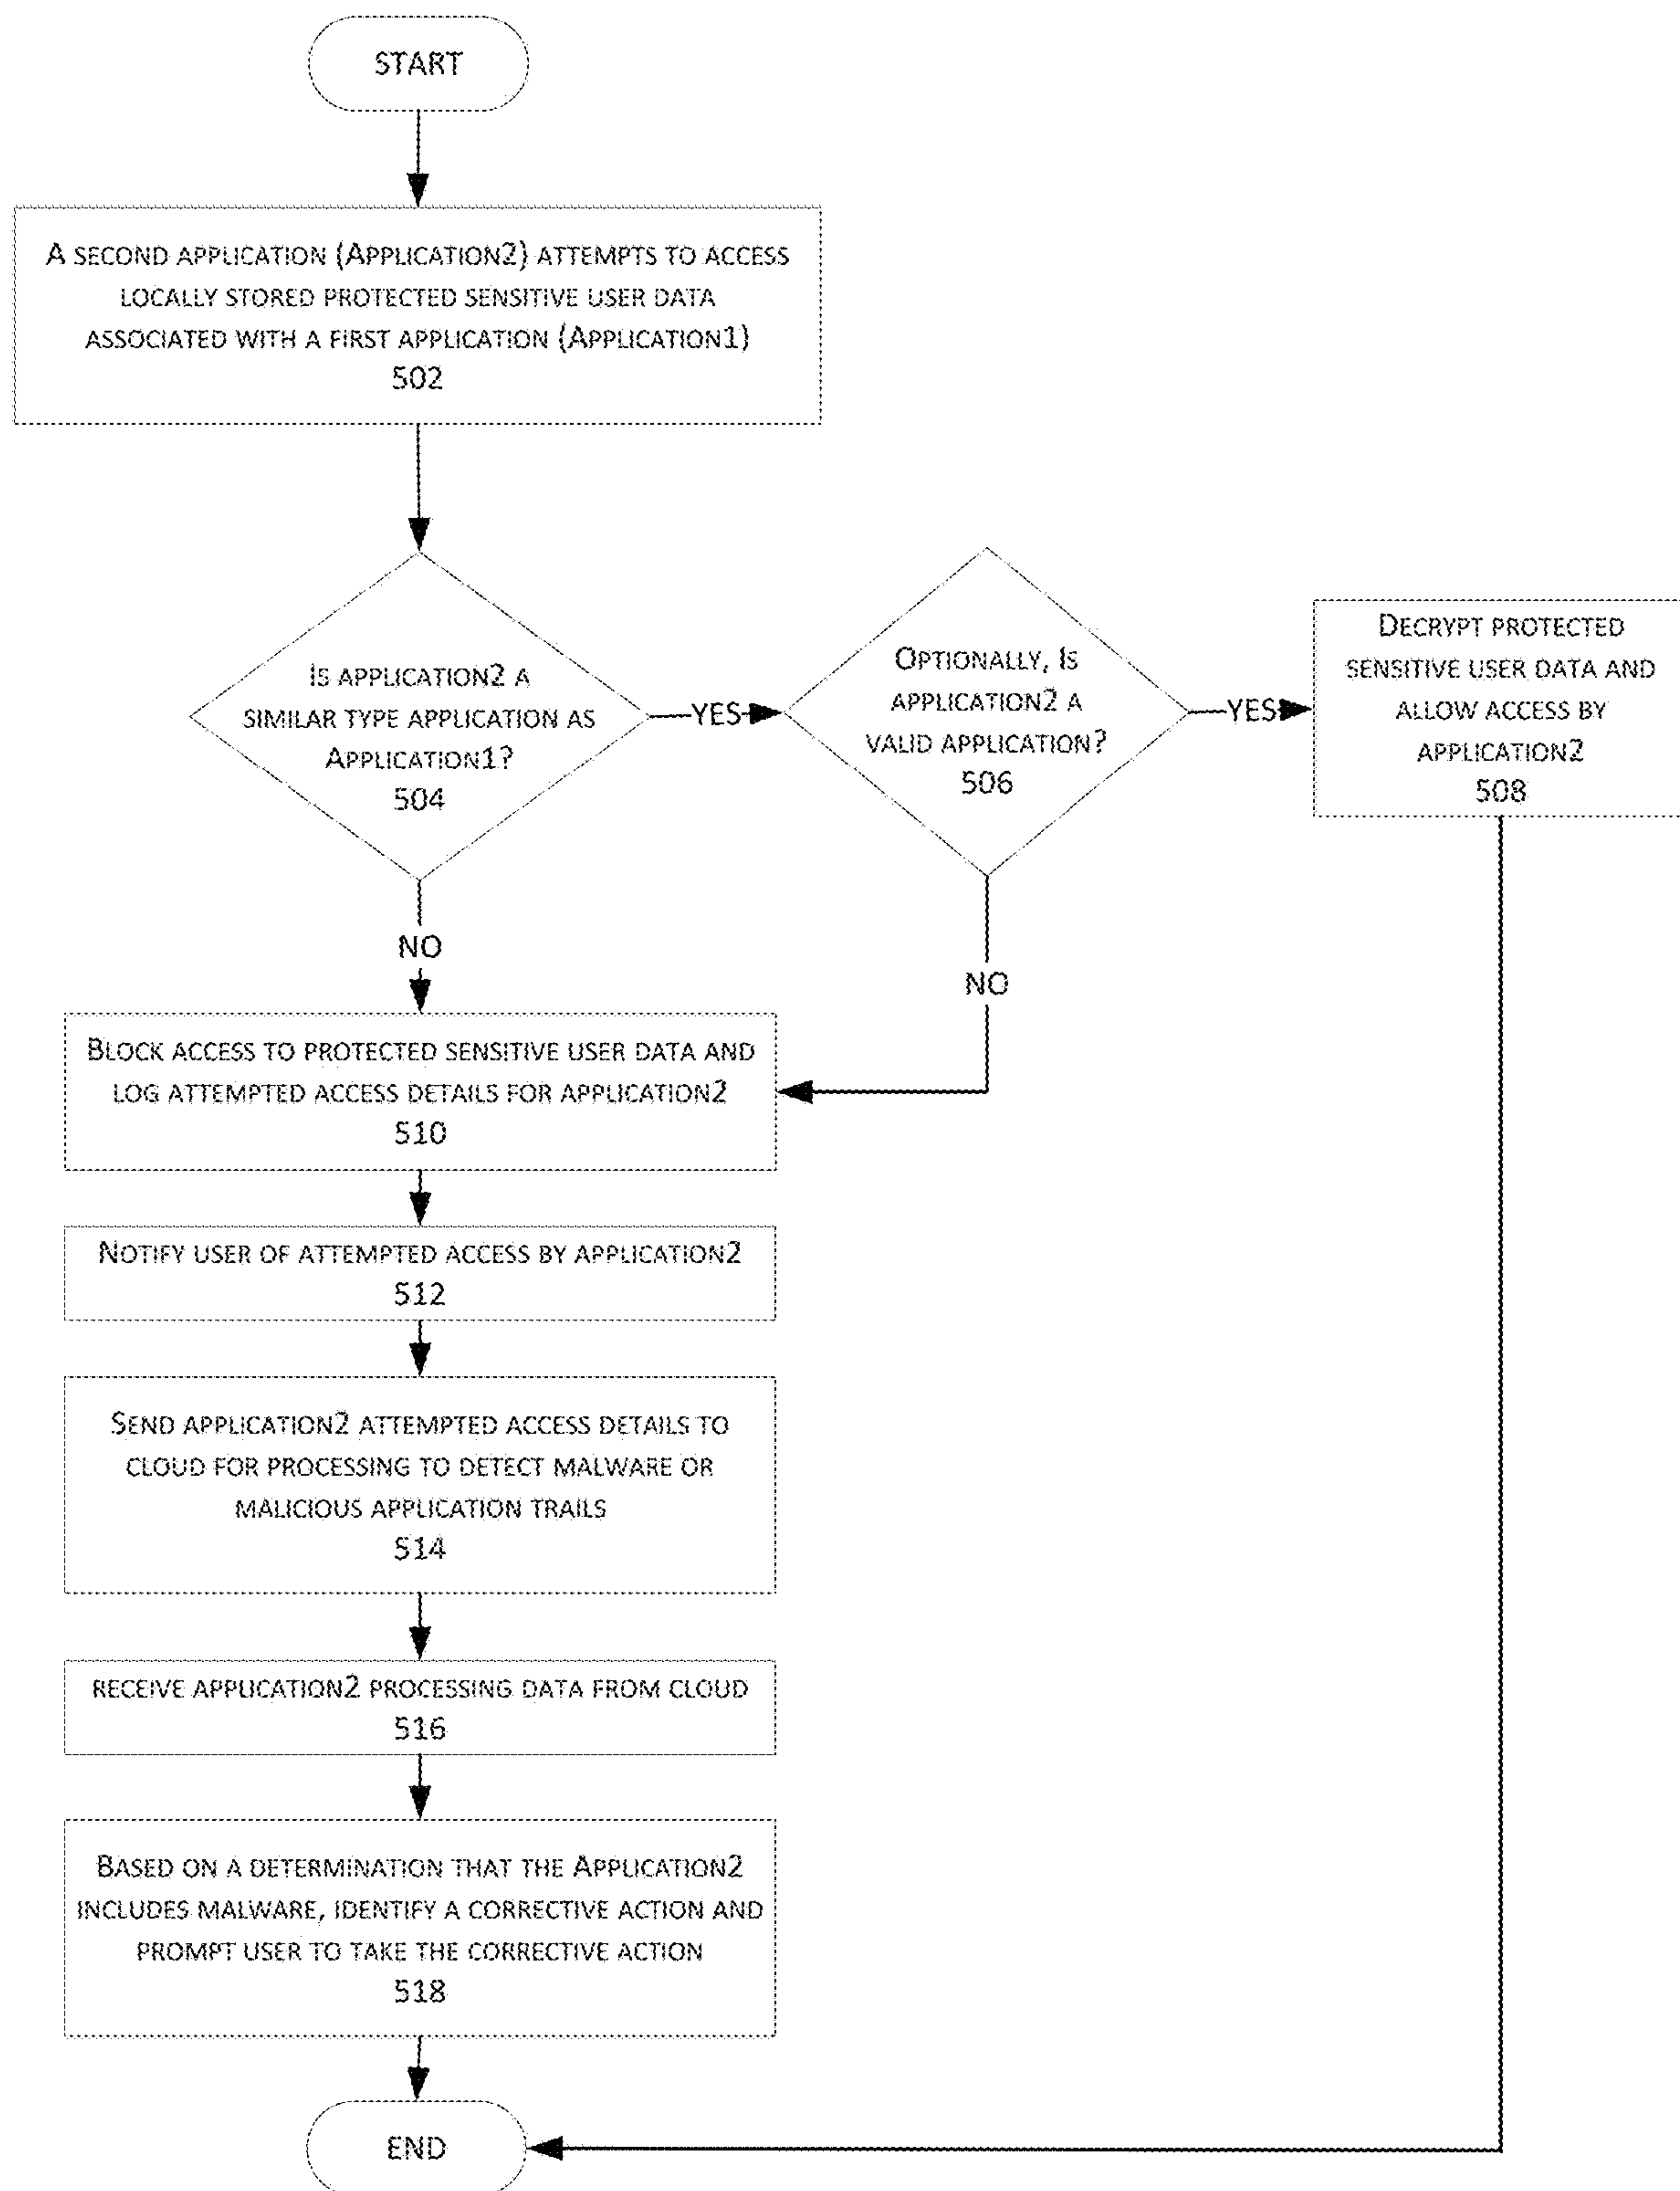 START
A SECOND APPLICATION (APPLICATION2) ATTEMPTS TO ACCESS
LOCALLY STORED PROTECTED SENSITIVE USER DATA
ASSOCIATED WITH A FIRST APPLICATION (APPLICATION1)
502
IS APPLICATION2 A
SIMILAR TYPE APPLICATION AS
APPLICATION1?
504
YES
OPTIONALLY, IS
APPLICATION2 A
VALID APPLICATION?
506
YES
DECRYPT PROTECTED
SENSITIVE USER DATA AND
ALLOW ACCESS BY
APPLICATION2
508
NO
NO
BLOCK ACCESS TO PROTECTED SENSITIVE USER DATA AND
LOG ATTEMPTED ACCESS DETAILS FOR APPLICATION2
510
NOTIFY USER OF ATTEMPTED ACCESS BY APPLICATION2
512
SEND APPLICATION2 ATTEMPTED ACCESS DETAILS TO
CLOUD FOR PROCESSING TO DETECT MALWARE OR
MALICIOUS APPLICATION TRAILS
514
RECEIVE APPLICATION2 PROCESSING DATA FROM CLOUD
516
BASED ON A DETERMINATION THAT THE APPLICATION2
INCLUDES MALWARE, IDENTIFY A CORRECTIVE ACTION AND
PROMPT USER TO TAKE THE CORRECTIVE ACTION
518
END